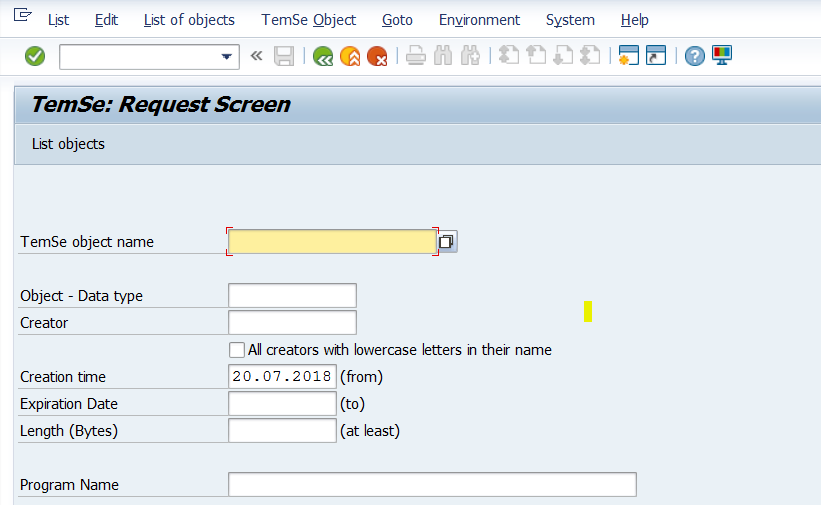 List Edit List of objects TemSe Object Goto Environment System Help
TemSe: Request Screen
List objects
TemSe object name
Object - Data type
Creator
All creators with lowercase letters in their name
Creation time 20.07.2018 (from)
Expiration Date (to)
Length (Bytes) (at least)
Program Name